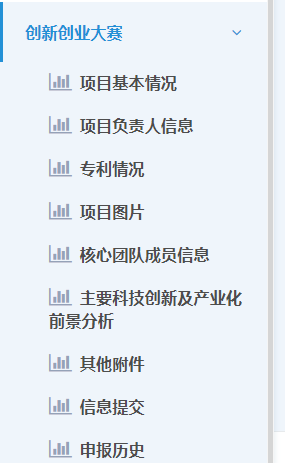 创新创业大赛
项目基本情况
项目负责人信息
专利情况
项目图片
核心团队成员信息
主要科技创新及产业化
前景分析
其他附件
信息提交
申报历史